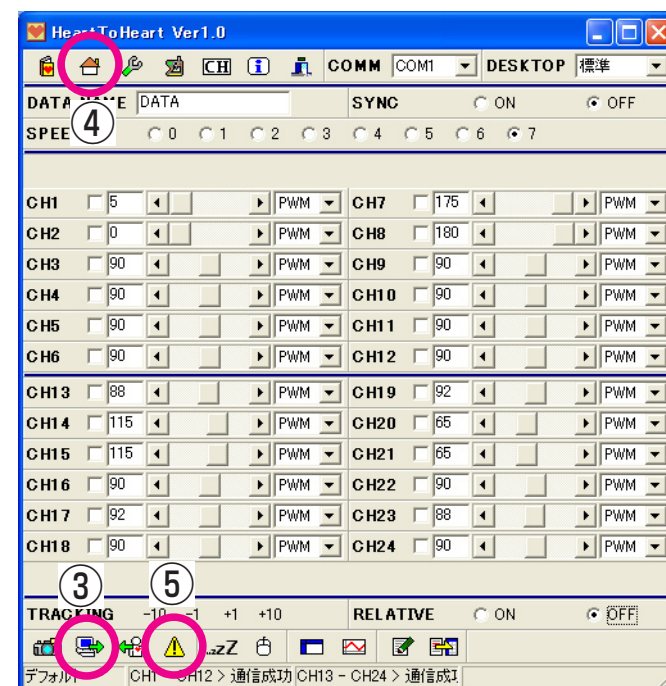 HeartToHeart Ver1.0
CH COMM COM1 DESKTOP 標準
④
DATA NAME DATA SYNC ON OFF
SPEE 0 1 2 3 4 5 6 7
CH1 5 PWM CH7 175 PWM
CH2 0 PWM CH8 180 PWM
CH3 90 PWM CH9 90 PWM
CH4 90 PWM CH10 90 PWM
CH5 90 PWM CH11 90 PWM
CH6 90 PWM CH12 90 PWM
CH13 88 PWM CH19 92 PWM
CH14 115 PWM CH20 65 PWM
CH15 115 PWM CH21 65 PWM
CH16 90 PWM CH22 90 PWM
CH17 92 PWM CH23 88 PWM
CH18 90 PWM CH24 90 PWM
③ ⑤
TRACKING -10 -1 +1 +10 RELATIVE ON OFF
zZ
デフォルト CH1 - CH12 > 通信成功 CH13 - CH24 > 通信成功